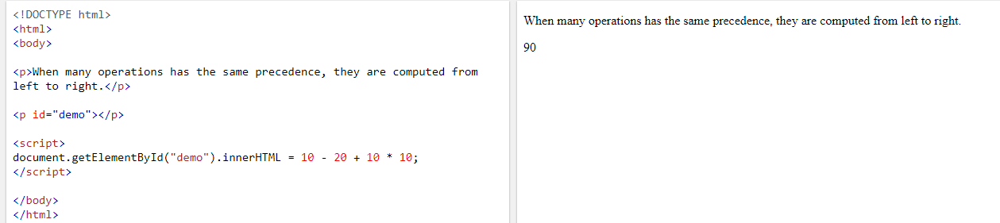 <!DOCTYPE html>
<html>
<body>
<p>When many operations has the same precedence, they are computed from
left to right.</p>
<p id="demo"></p>
<script>
document.getElementById("demo").innerHTML = 10 - 20 + 10 * 10;
</script>
</body>
</html>
When many operations has the same precedence, they are computed from left to right.
90